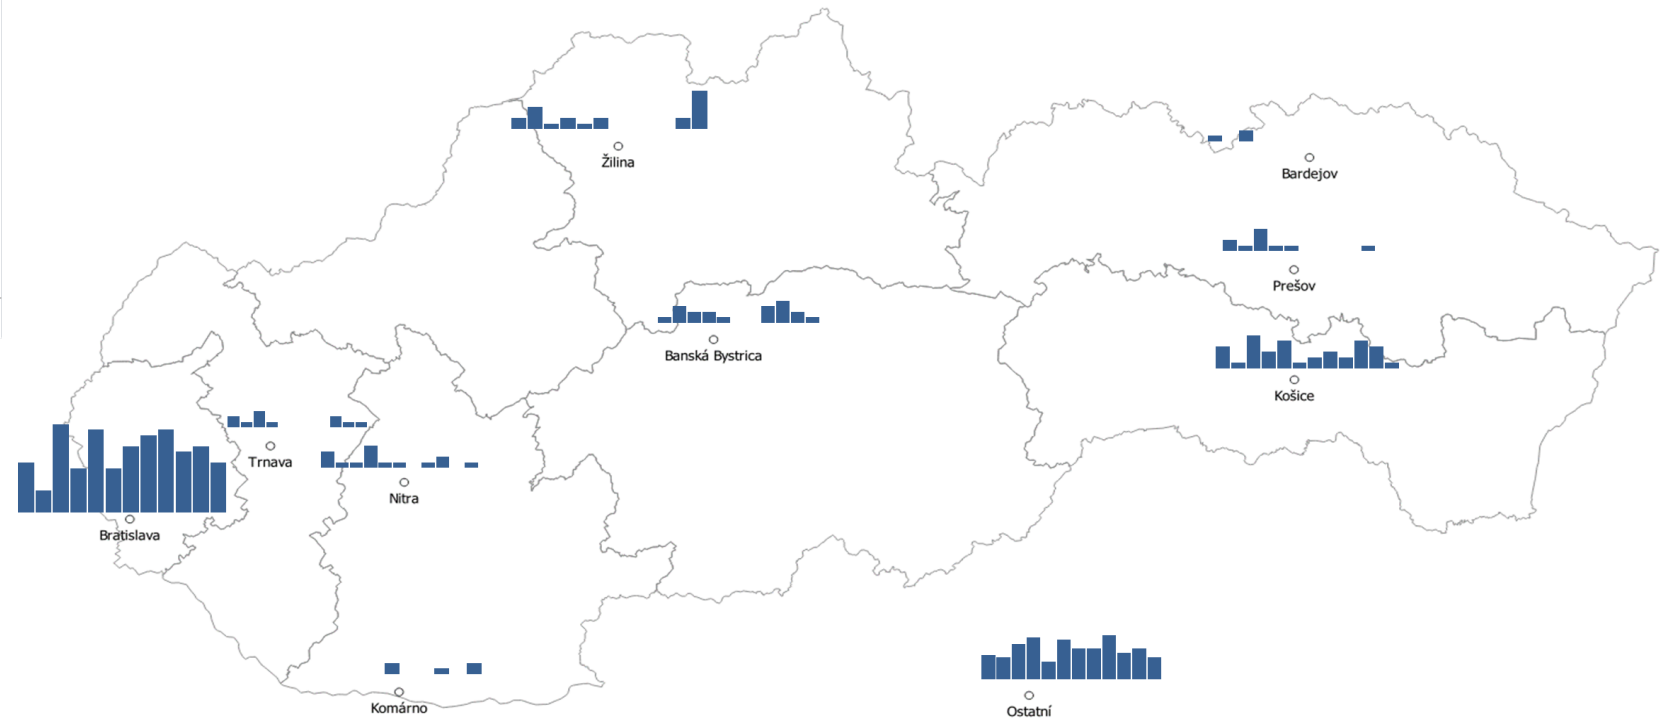 Žilina
Bardejov
Prešov
Banská Bystrica
Košice
Trnava
Nitra
Bratislava
Komárno
Ostatní